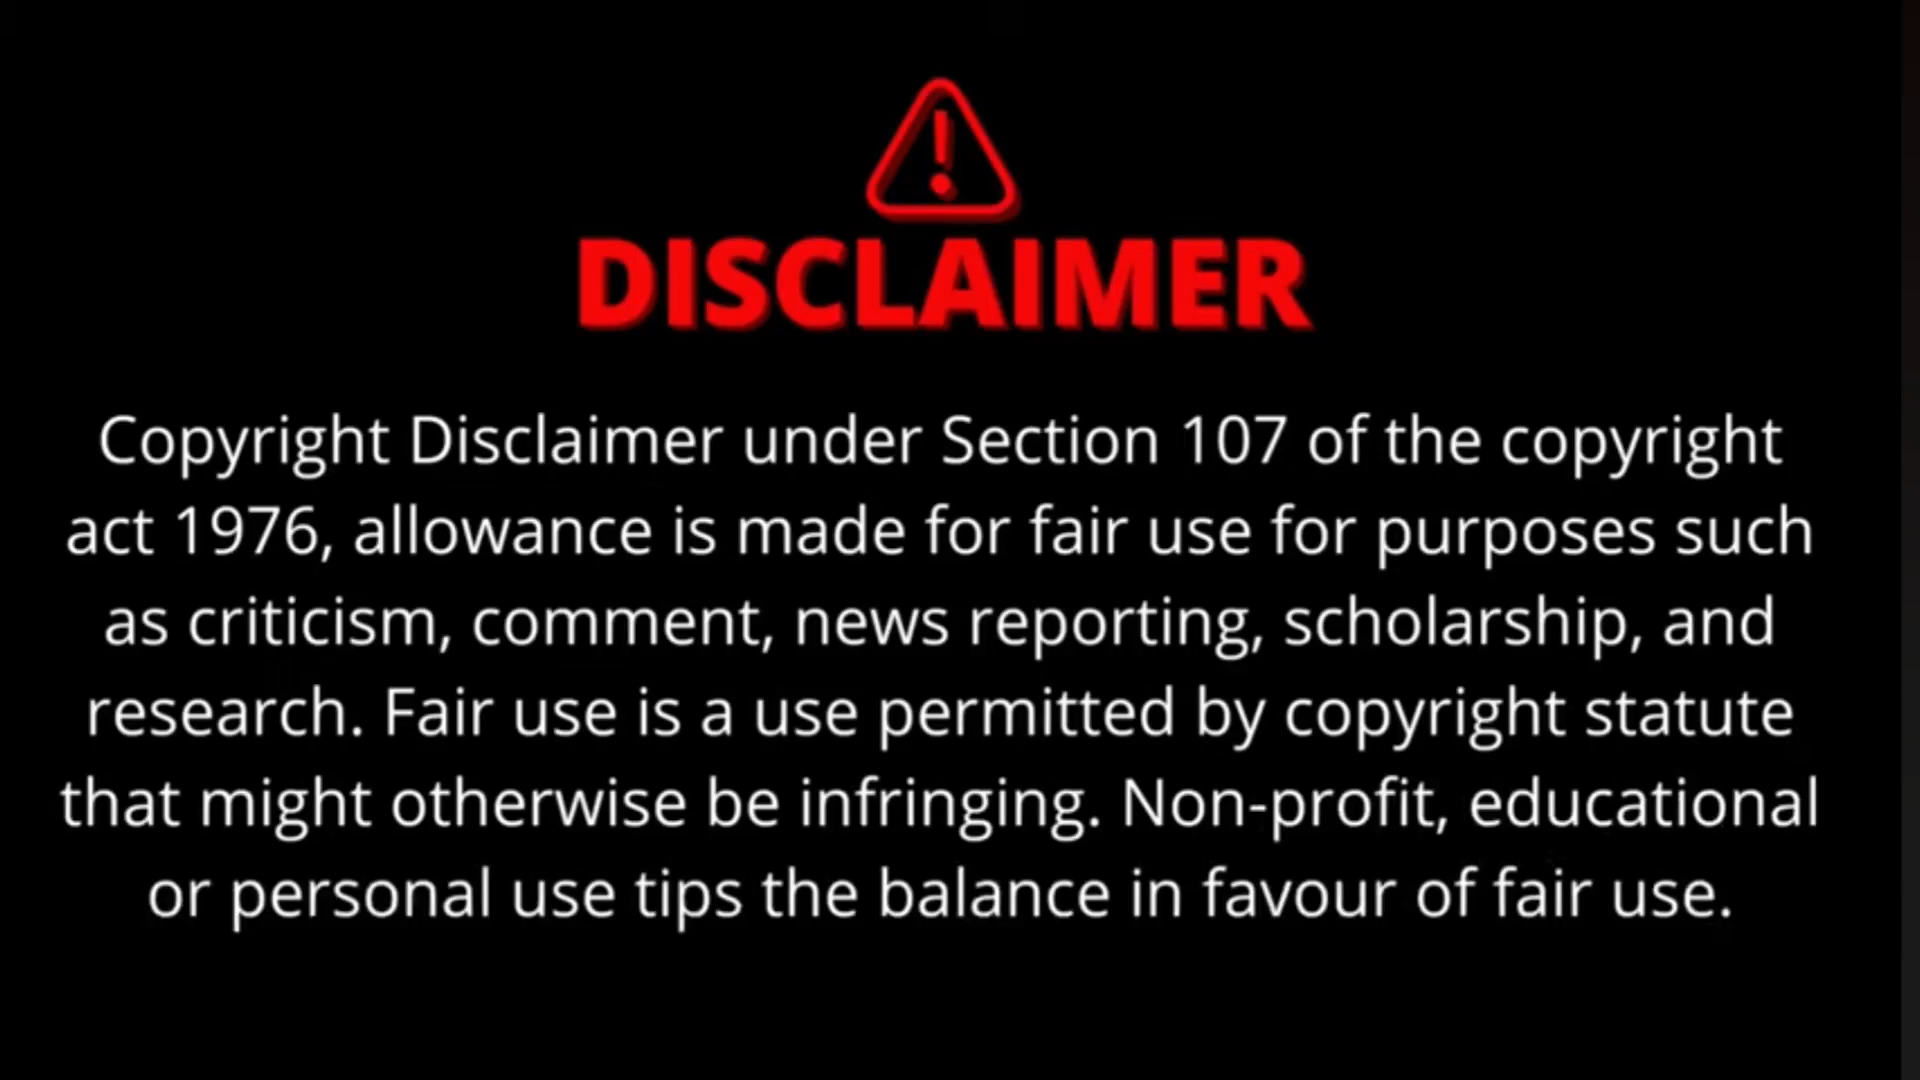 DISCLAIMER
Copyright Disclaimer under Section 107 of the copyright
act 1976, allowance is made for fair use for purposes such
as criticism, comment, news reporting, scholarship, and
research. Fair use is a use permitted by copyright statute
that might otherwise be infringing. Non-profit, educational
or personal use tips the balance in favour of fair use.